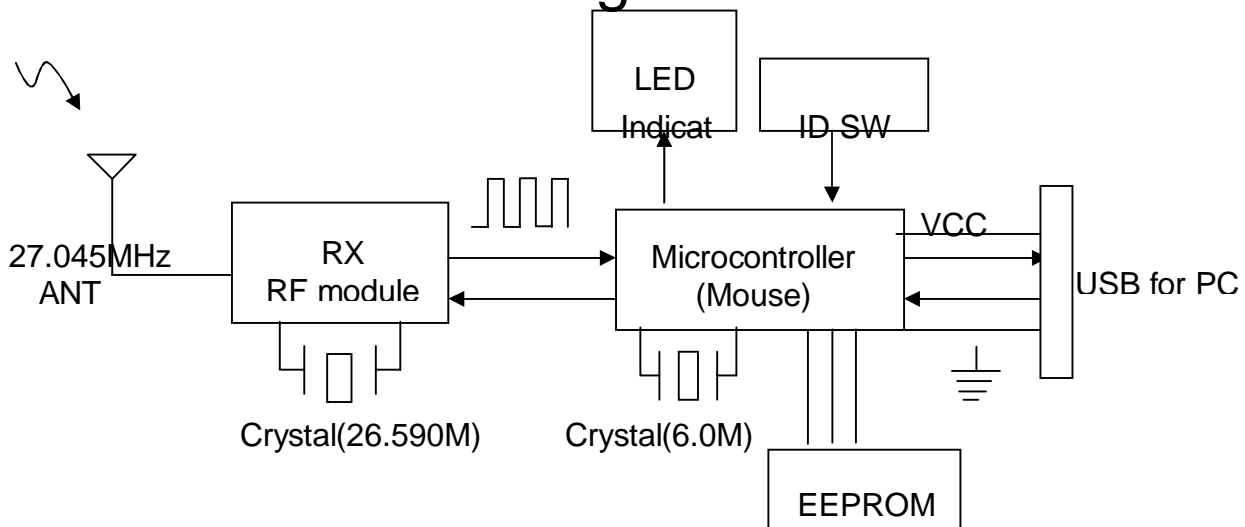 LED
Indicat
ID SW
27.045MHz
ANT
RX
RF module
Microcontroller
(Mouse)
VCC
USB for PC
Crystal(26.590M)
Crystal(6.0M)
EEPROM